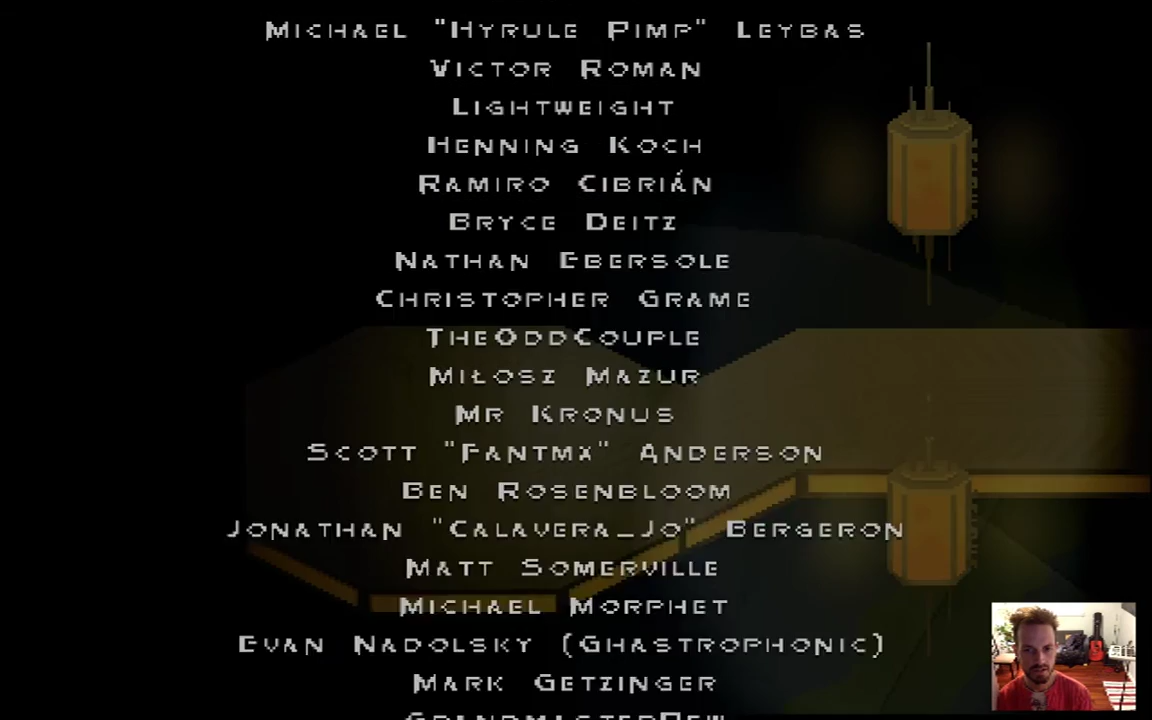 Michael "Hyrule Pimp" Leybas
Victor Roman
Lightweight
Henning Koch
Ramiro Cibrián
Bryce Deitz
Nathan Ebersole
Christopher Grame
TheOddCouple
Miłosz Mazur
Mr Kronus
Scott "Fantmx" Anderson
Ben Rosenbloom
Jonathan "Calavera_Jo" Bergeron
Matt Somerville
Michael Morphet
Evan Nadolsky (Ghastrophonic)
Mark Getzinger